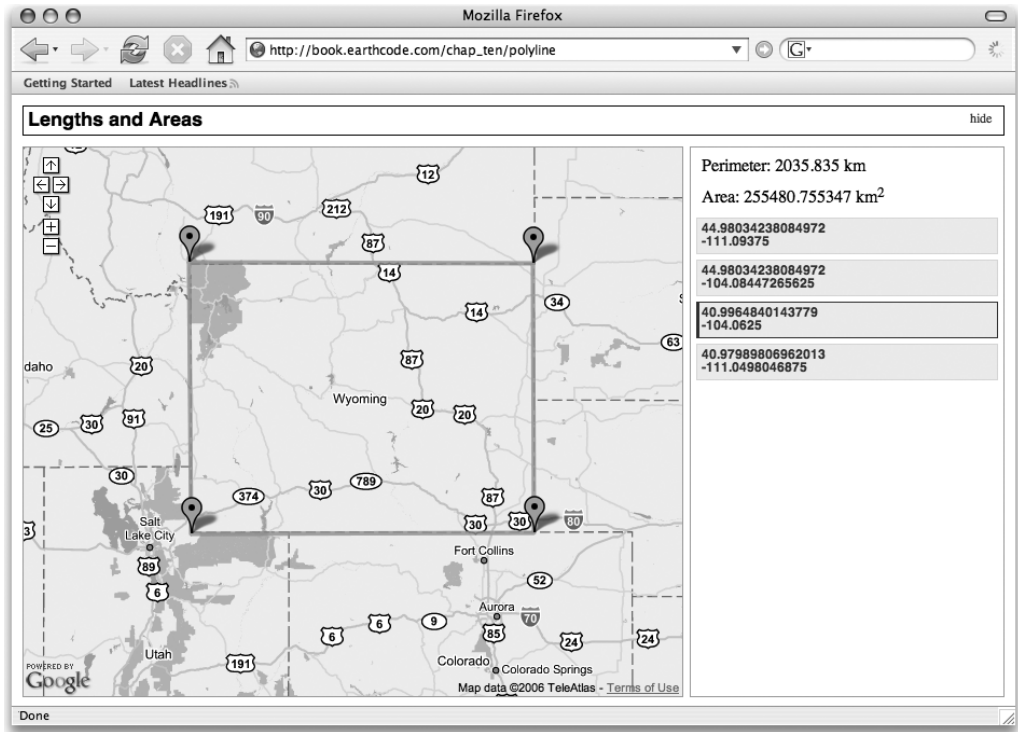 Mozilla Firefox
http://book.earthcode.com/chap_ten/polyline
G
Getting Started Latest Headlines
Lengths and Areas
hide
12
191
90
212
87
14
14
34
63
daho
20
87
Wyoming
20
20
25
30
91
30
374
30
789
87
30
30
80
Salt
Lake City
3
Fort Collins
89
6
52
Aurora
70
6
6
9
85
24
24
Utah
191
Colorado
Colorado Springs
POWERED BY
Google
Map data ©2006 TeleAtlas - Terms of Use
Perimeter: 2035.835 km
Area: 255480.755347 km2
44.98034238084972
-111.09375
44.98034238084972
-104.08447265625
40.9964840143779
-104.0625
40.97989806962013
-111.0498046875
Done